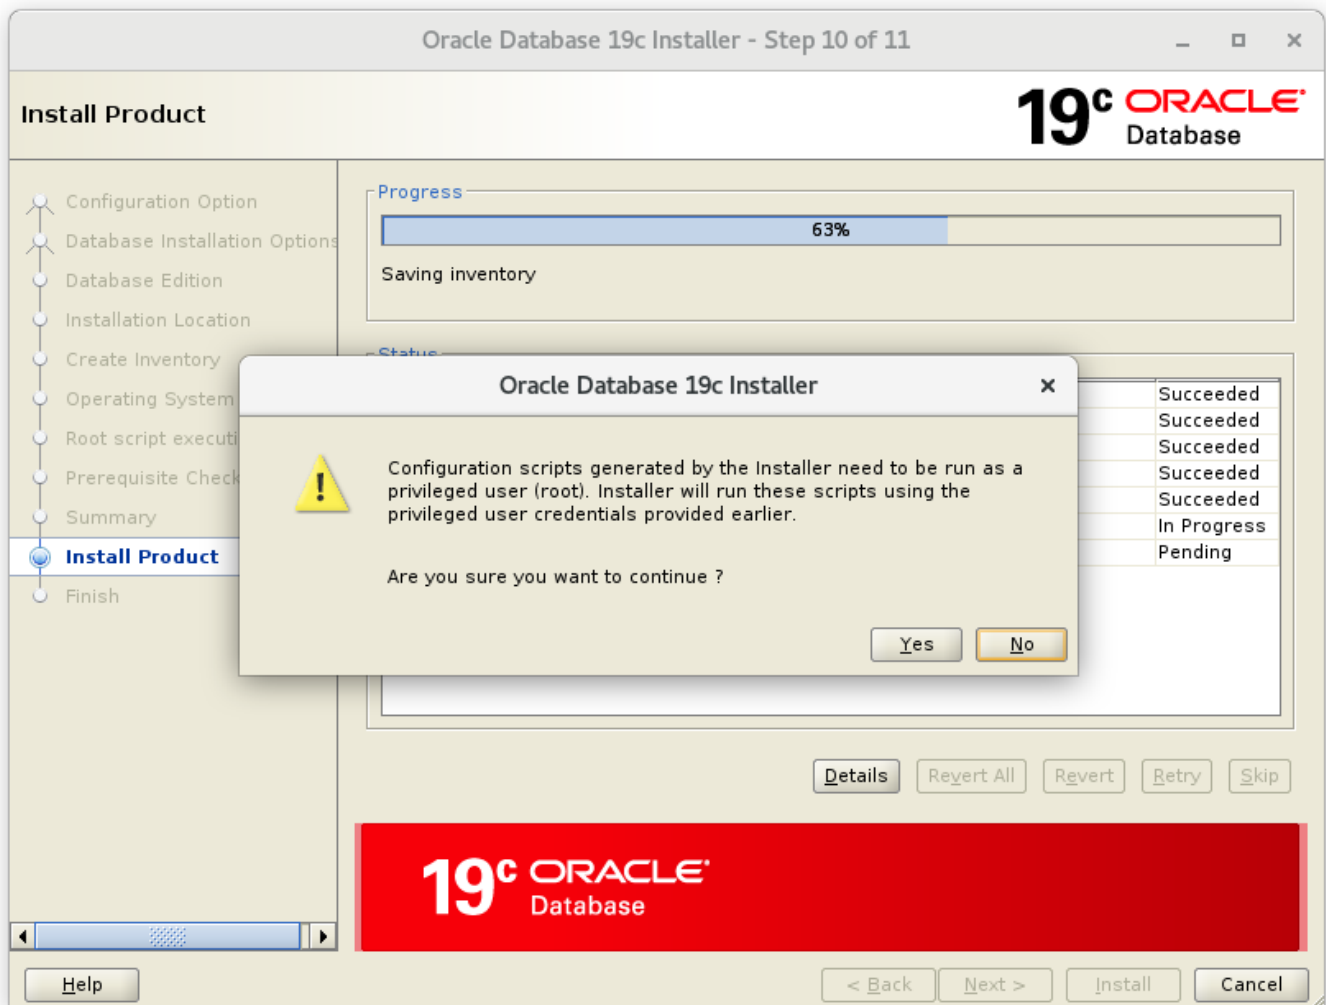 Oracle Database 19c Installer - Step 10 of 11
Install Product
19c ORACLE
Database
Configuration Option
Database Installation Options
Database Edition
Installation Location
Create Inventory
Operating System
Root script executi
Prerequisite Check
Summary
Install Product
Finish
Progress
63%
Saving inventory
Status
Succeeded
Succeeded
Succeeded
Succeeded
Succeeded
In Progress
Pending
Oracle Database 19c Installer
Configuration scripts generated by the Installer need to be run as a
privileged user (root). Installer will run these scripts using the
privileged user credentials provided earlier.
Are you sure you want to continue ?
Yes No
Details Revert All Revert Retry Skip
19c ORACLE
Database
Help < Back Next > Install Cancel